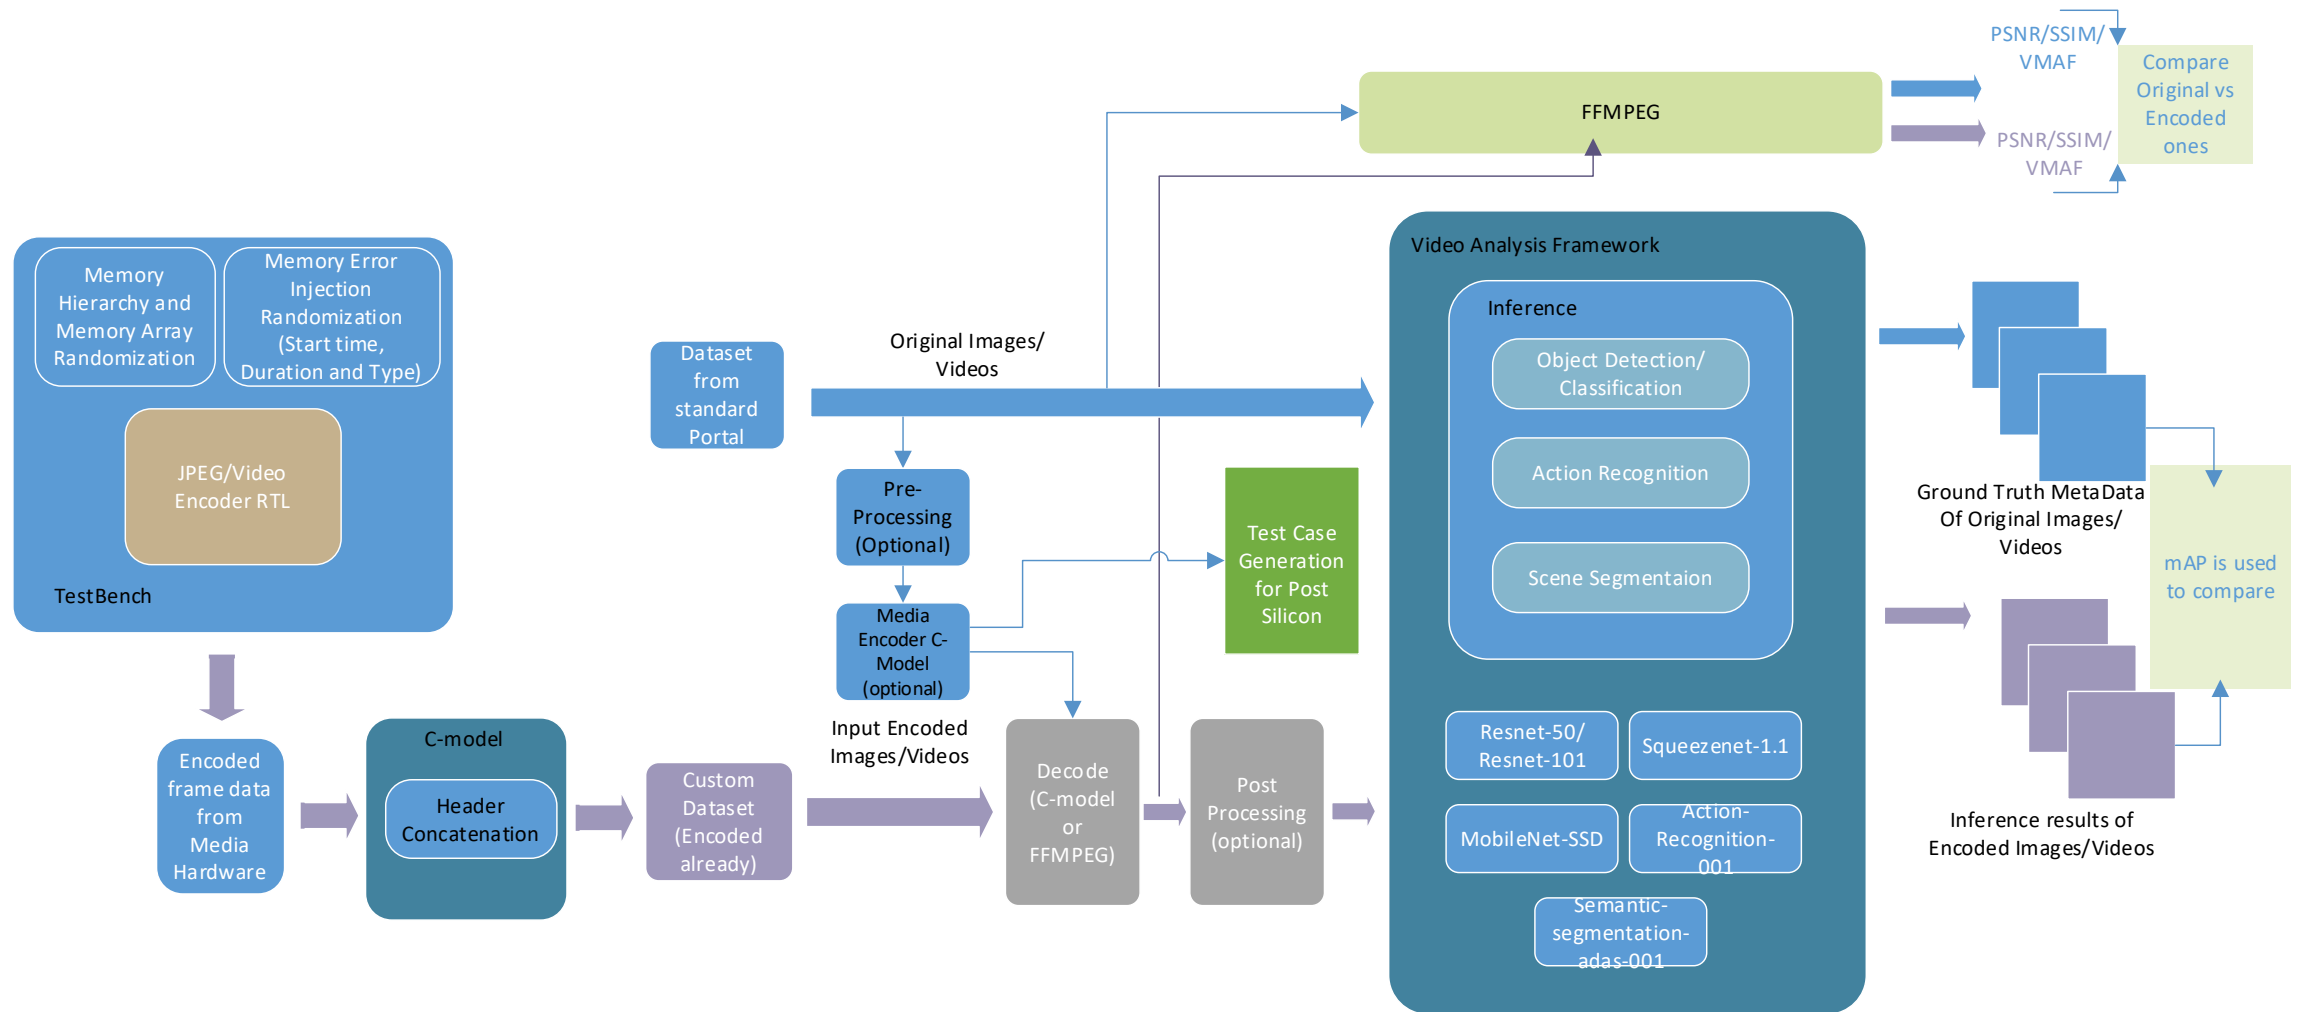 PSNR/SSIM/
VMAF
Compare
Original vs
Encoded
ones
FFMPEG
PSNR/SSIM/
VMAF
Memory
Hierarchy and
Memory Array
Randomization
Memory Error
Injection
Randomization
(Start time,
Duration and Type)
JPEG/Video
Encoder RTL
TestBench
Dataset
from
standard
Portal
Original Images/
Videos
Pre-
Processing
(Optional)
Media
Encoder C-
Model
(optional)
Test Case
Generation
for Post
Silicon
Video Analysis Framework
Inference
Object Detection/
Classification
Action Recognition
Scene Segmentaion
Resnet-50/
Resnet-101
Squeezenet-1.1
MobileNet-SSD
Action-
Recognition-
001
Semantic-
segmentation-
adas-001
Ground Truth MetaData
Of Original Images/
Videos
mAP is used
to compare
Inference results of
Encoded Images/Videos
Encoded
frame data
from
Media
Hardware
C-model
Header
Concatenation
Custom
Dataset
(Encoded
already)
Input Encoded
Images/Videos
Decode
(C-model
or
FFMPEG)
Post
Processing
(optional)